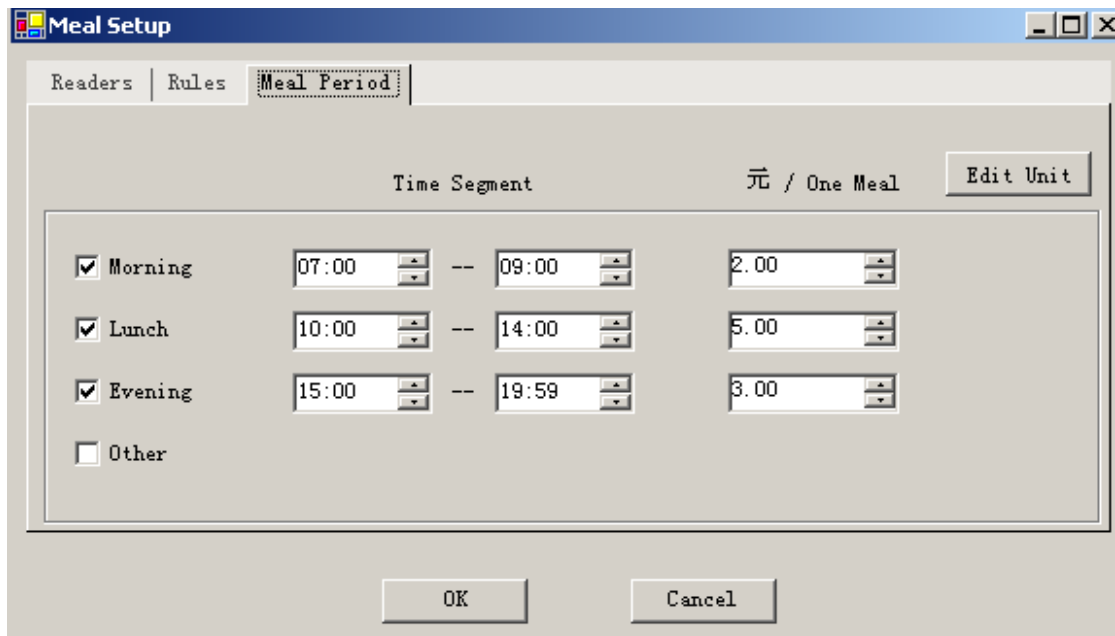 Meal Setup
Readers Rules Meal Period
Time Segment 元 / One Meal Edit Unit
Morning 07:00 -- 09:00 2.00
Lunch 10:00 -- 14:00 5.00
Evening 15:00 -- 19:59 3.00
Other
OK Cancel